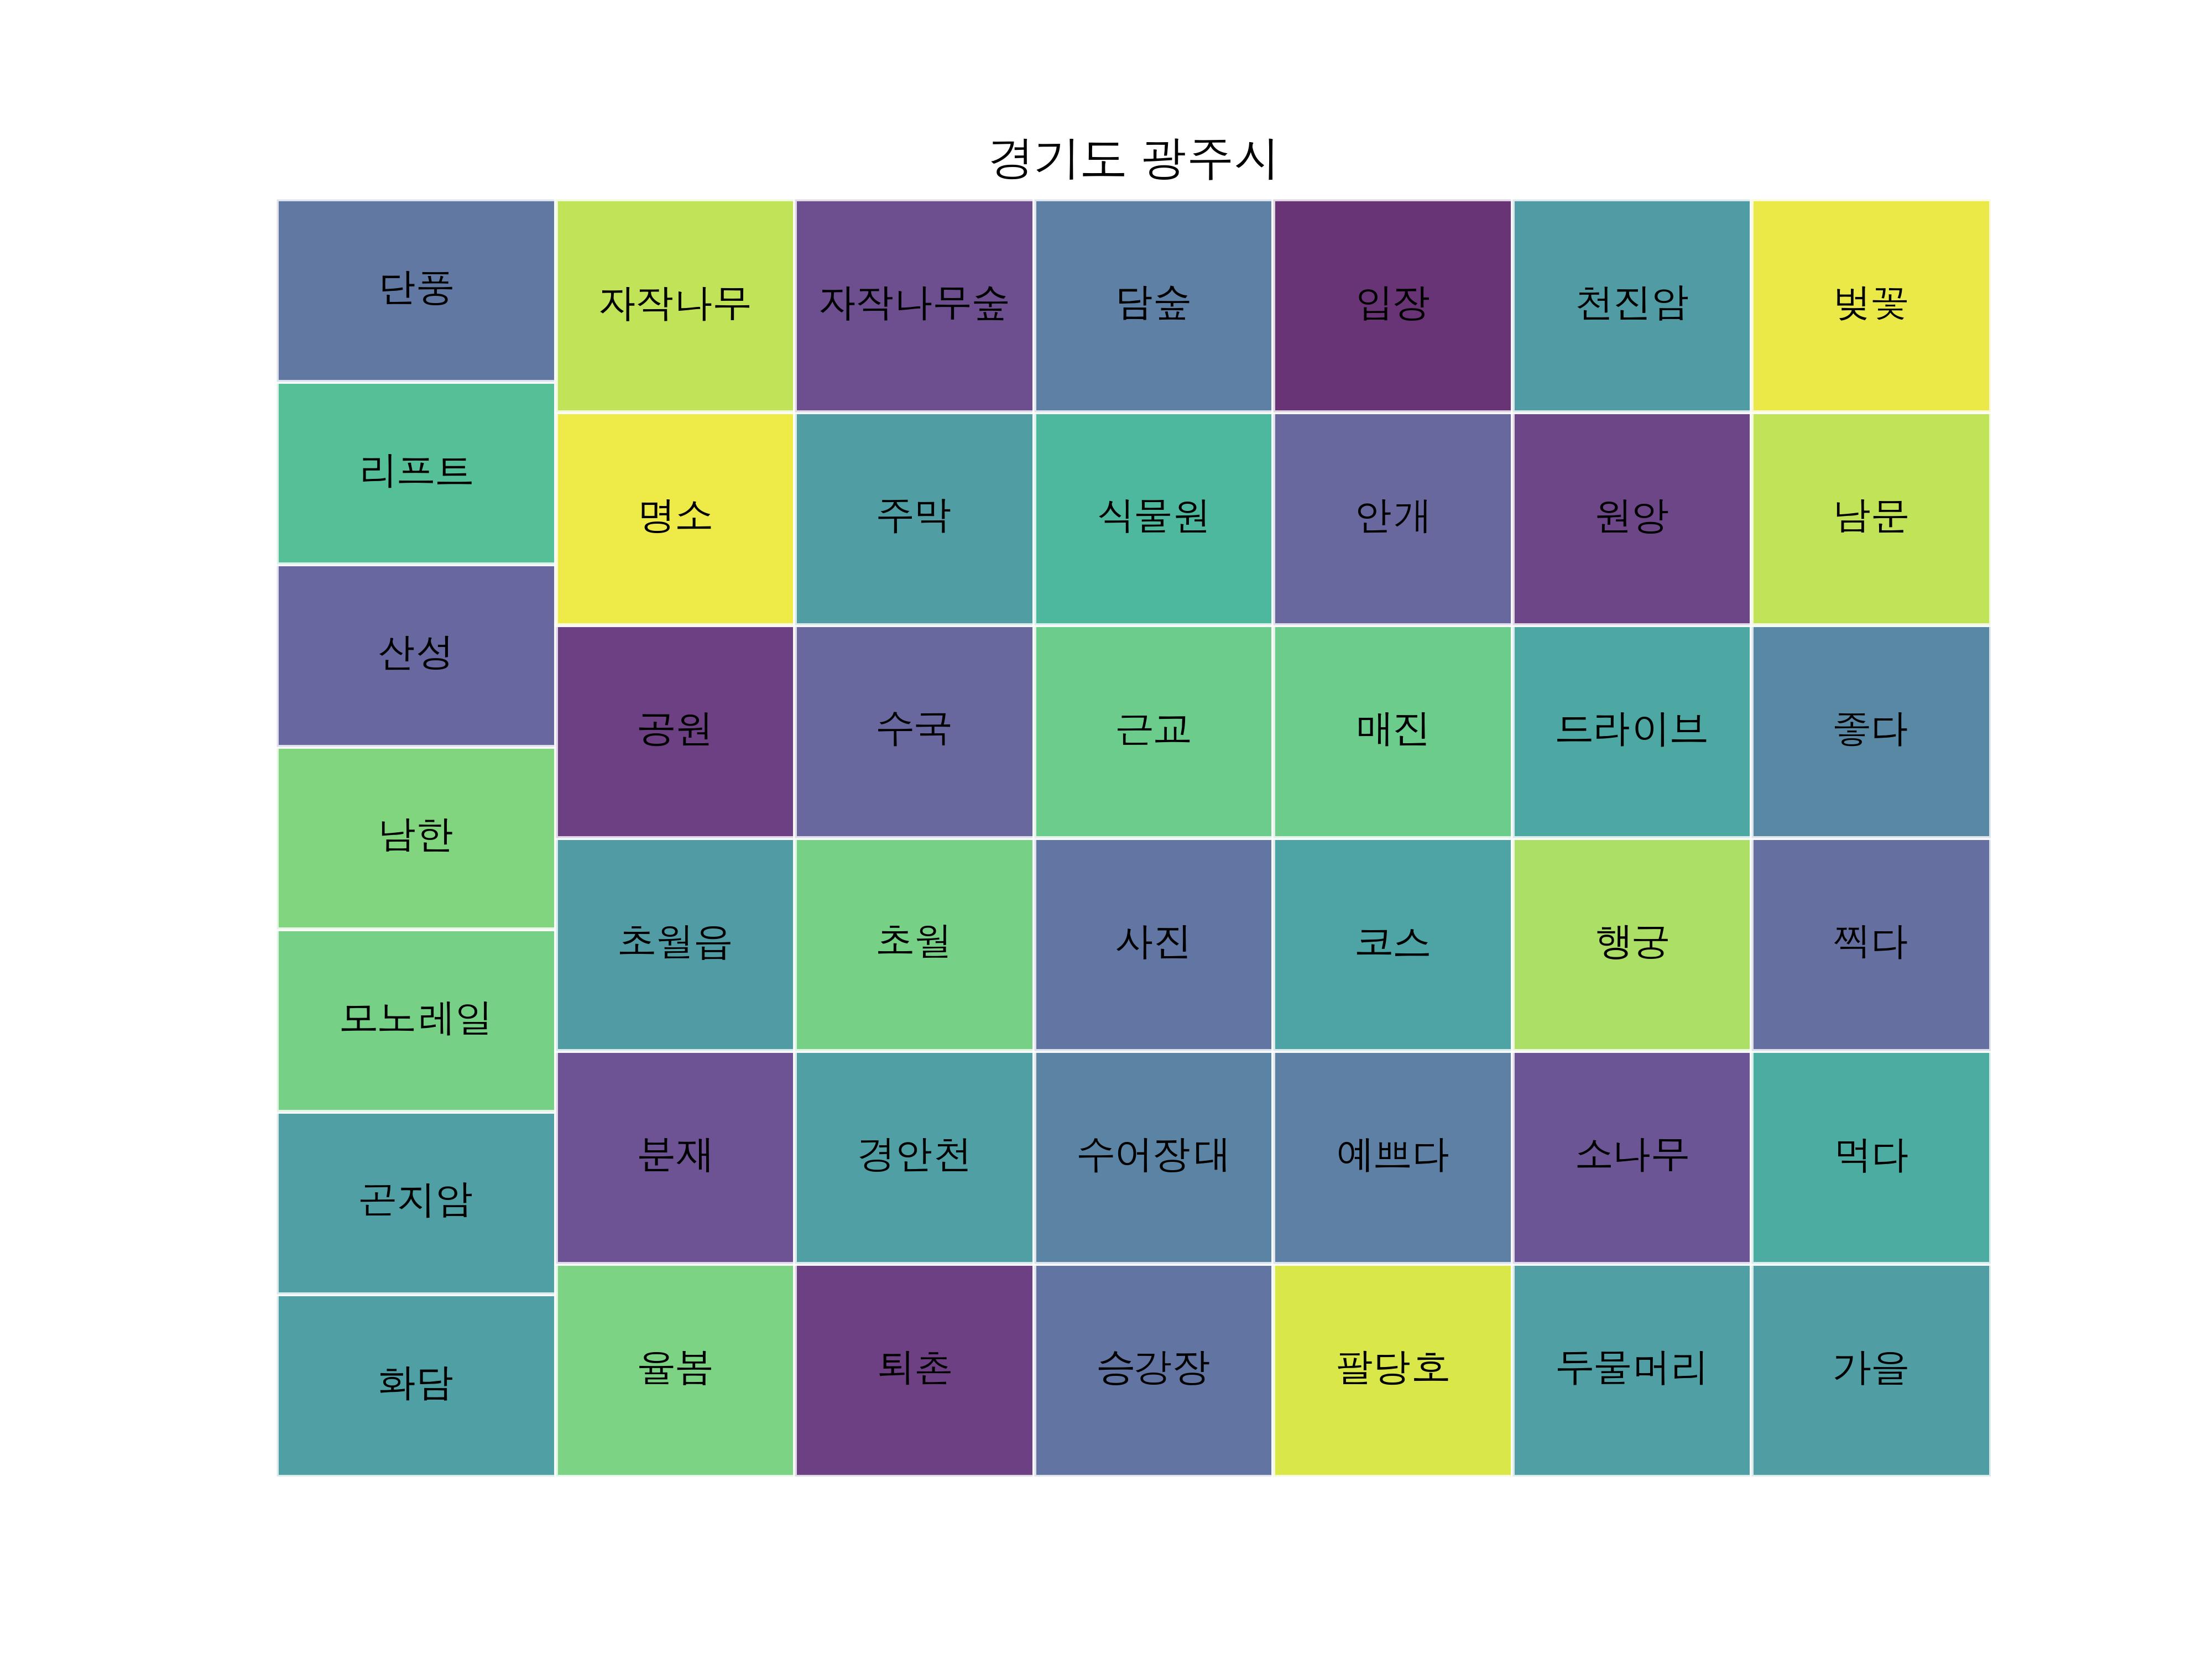 경기도 광주시
단풍
리프트
산성
남한
모노레일
곤지암
화담
자작나무
자작나무숲
담숲
입장
천진암
벚꽃
명소
주막
식물원
안개
원앙
남문
공원
수국
근교
매진
드라이브
좋다
초월읍
초월
사진
코스
행궁
찍다
분재
경안천
수어장대
예쁘다
소나무
먹다
율봄
퇴촌
승강장
팔당호
두물머리
가을